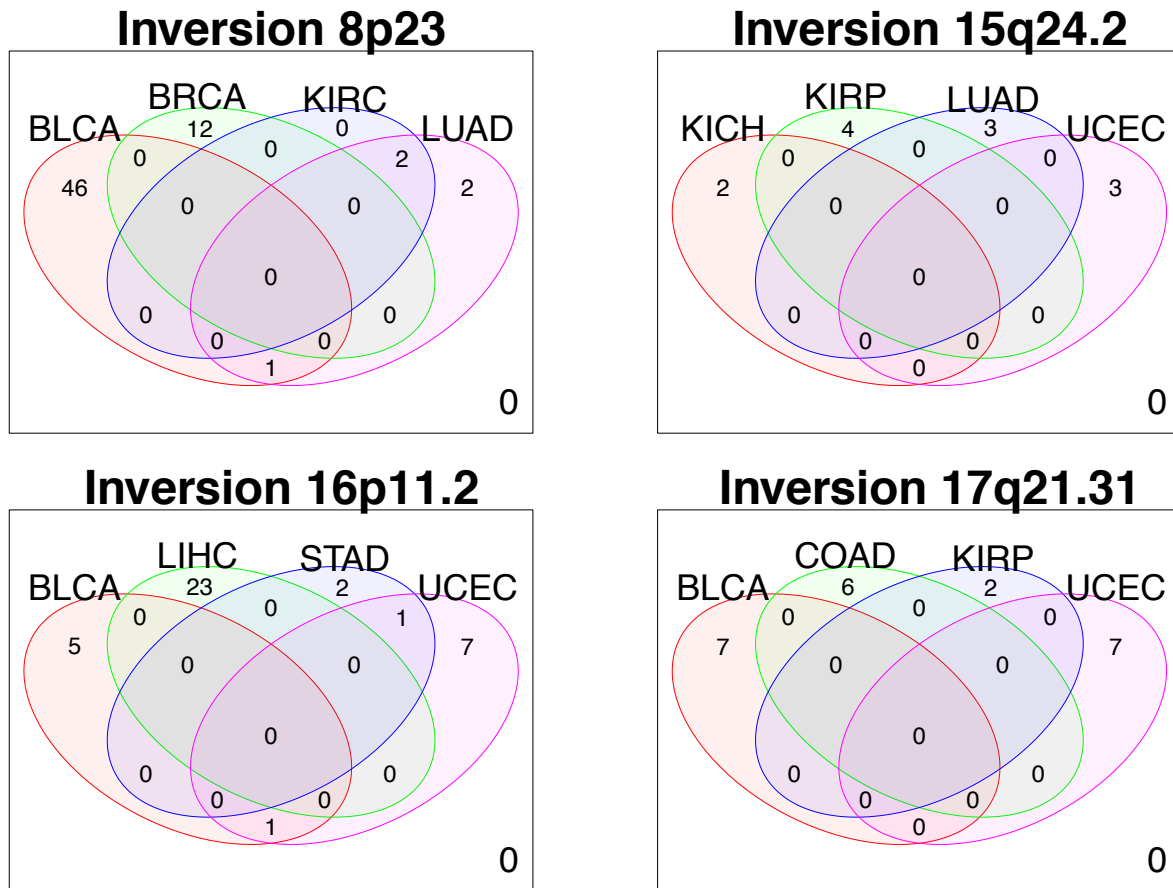 Inversion 8p23
BRCA KIRC
BLCA 12 0 LUAD
0 0 2
46 2
0 0
0
0 0
0 0
1
0
Inversion 15q24.2
KIRP LUAD
KICH 4 3 UCEC
0 0 0
2 3
0 0
0
0 0
0 0
0
0
Inversion 16p11.2
LIHC STAD
BLCA 23 2 UCEC
0 0 1
5 7
0 0
0
0 0
0 0
1
0
Inversion 17q21.31
COAD KIRP
BLCA 6 2 UCEC
0 0 0
7 7
0 0
0
0 0
0 0
0
0